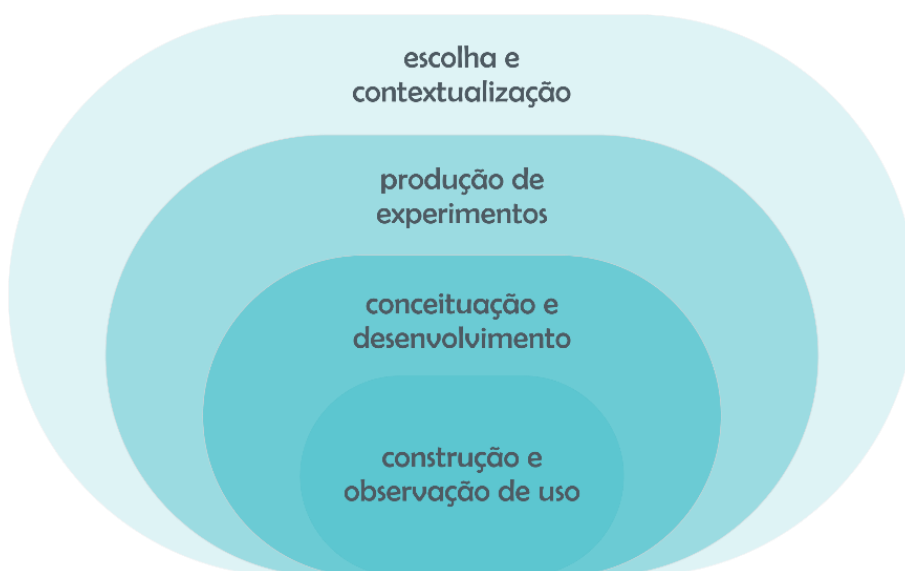 escolha e
contextualização
produção de
experimentos
conceituação e
desenvolvimento
construção e
observação de uso